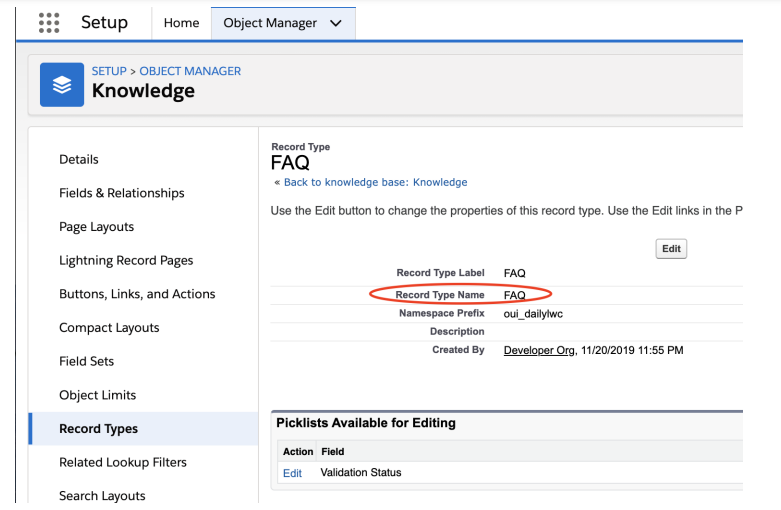 Setup Home Object Manager
SETUP > OBJECT MANAGER
Knowledge
Details
Fields & Relationships
Page Layouts
Lightning Record Pages
Buttons, Links, and Actions
Compact Layouts
Field Sets
Object Limits
Record Types
Related Lookup Filters
Search Layouts
Record Type
FAQ
« Back to knowledge base: Knowledge
Use the Edit button to change the properties of this record type. Use the Edit links in the P
Edit
Record Type Label FAQ
Record Type Name FAQ
Namespace Prefix oui_dailylwc
Description
Created By Developer Org, 11/20/2019 11:55 PM
Picklists Available for Editing
Action Field
Edit Validation Status